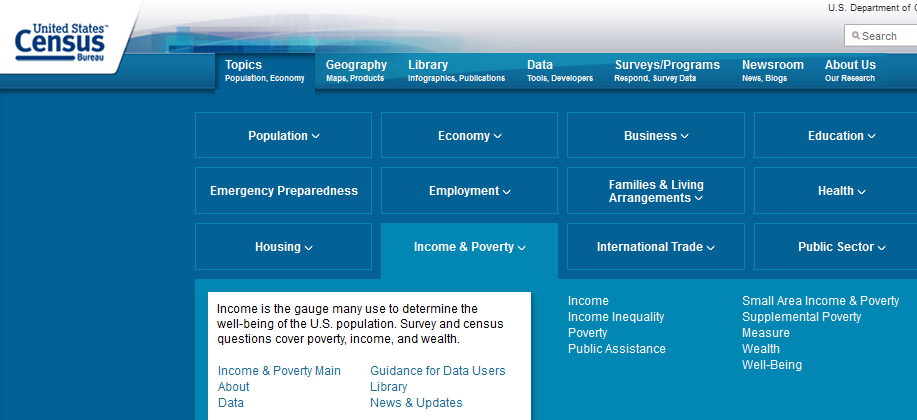 U.S. Department of
United States™
Census
Bureau
Search
Topics
Population, Economy
Geography
Maps, Products
Library
Infographics, Publications
Data
Tools, Developers
Surveys/Programs
Respond, Survey Data
Newsroom
News, Blogs
About Us
Our Research
Population
Economy
Business
Education
Emergency Preparedness
Employment
Families & Living
Arrangements
Health
Housing
Income & Poverty
International Trade
Public Sector
Income is the gauge many use to determine the
well-being of the U.S. population. Survey and census
questions cover poverty, income, and wealth.
Income & Poverty Main
About
Data
Guidance for Data Users
Library
News & Updates
Income
Income Inequality
Poverty
Public Assistance
Small Area Income & Poverty
Supplemental Poverty
Measure
Wealth
Well-Being